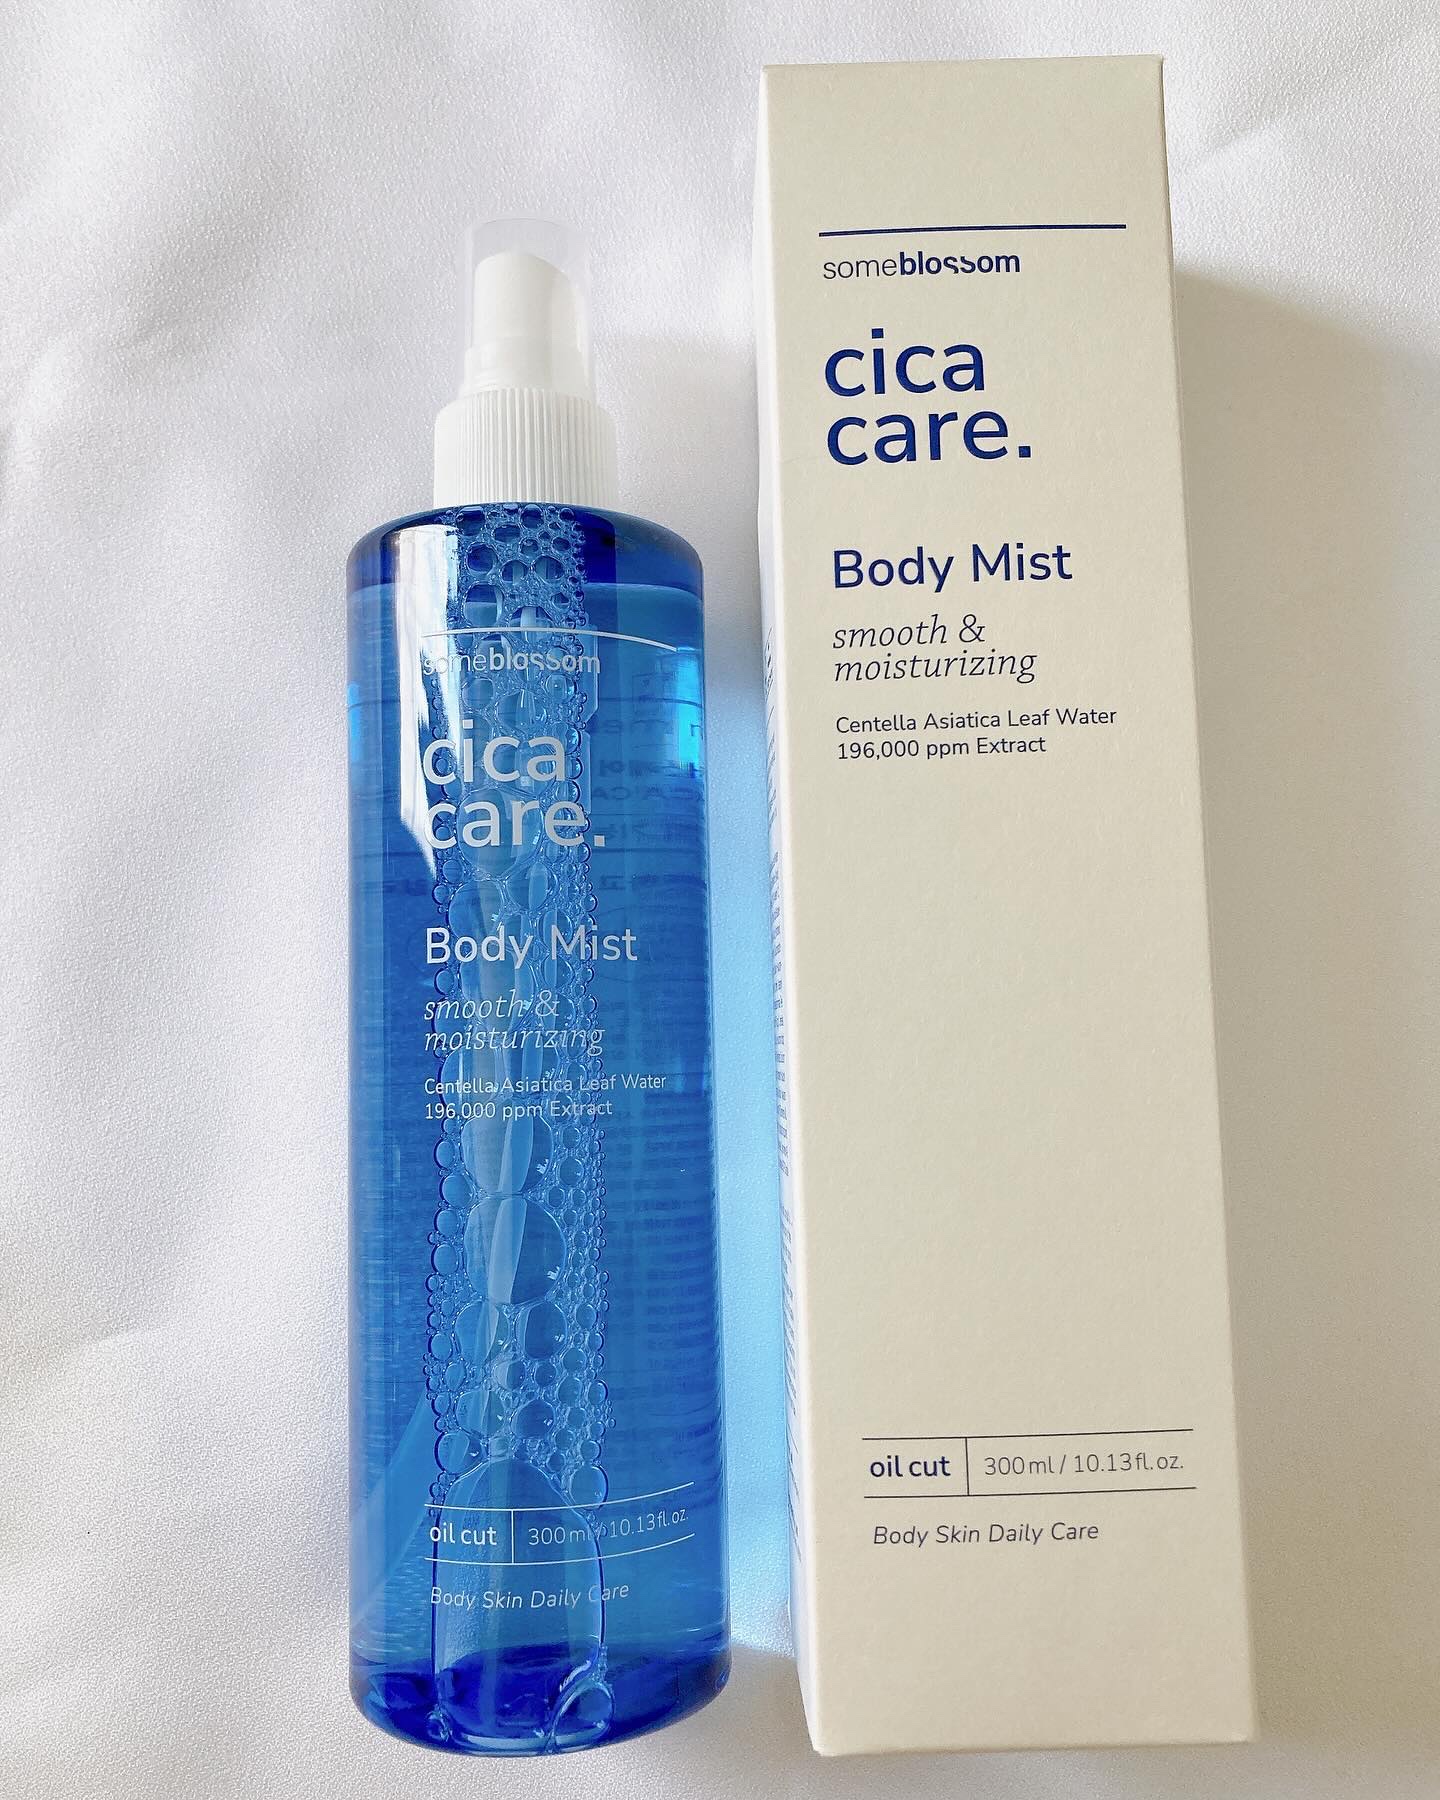 someblossom
cica
care.
Body Mist
smooth &
moisturizing
Centella Asiatica Leaf Water
196,000 ppm Extract
oil cut
300ml / 10.13fl.oz.
Body Skin Daily Care
someblossom
cica
care.
Body Mist
smooth &
moisturizing
Centella Asiatica Leaf Water
196,000 ppm Extract
oil cut
300ml / 10.13fl.oz.
Body Skin Daily Care